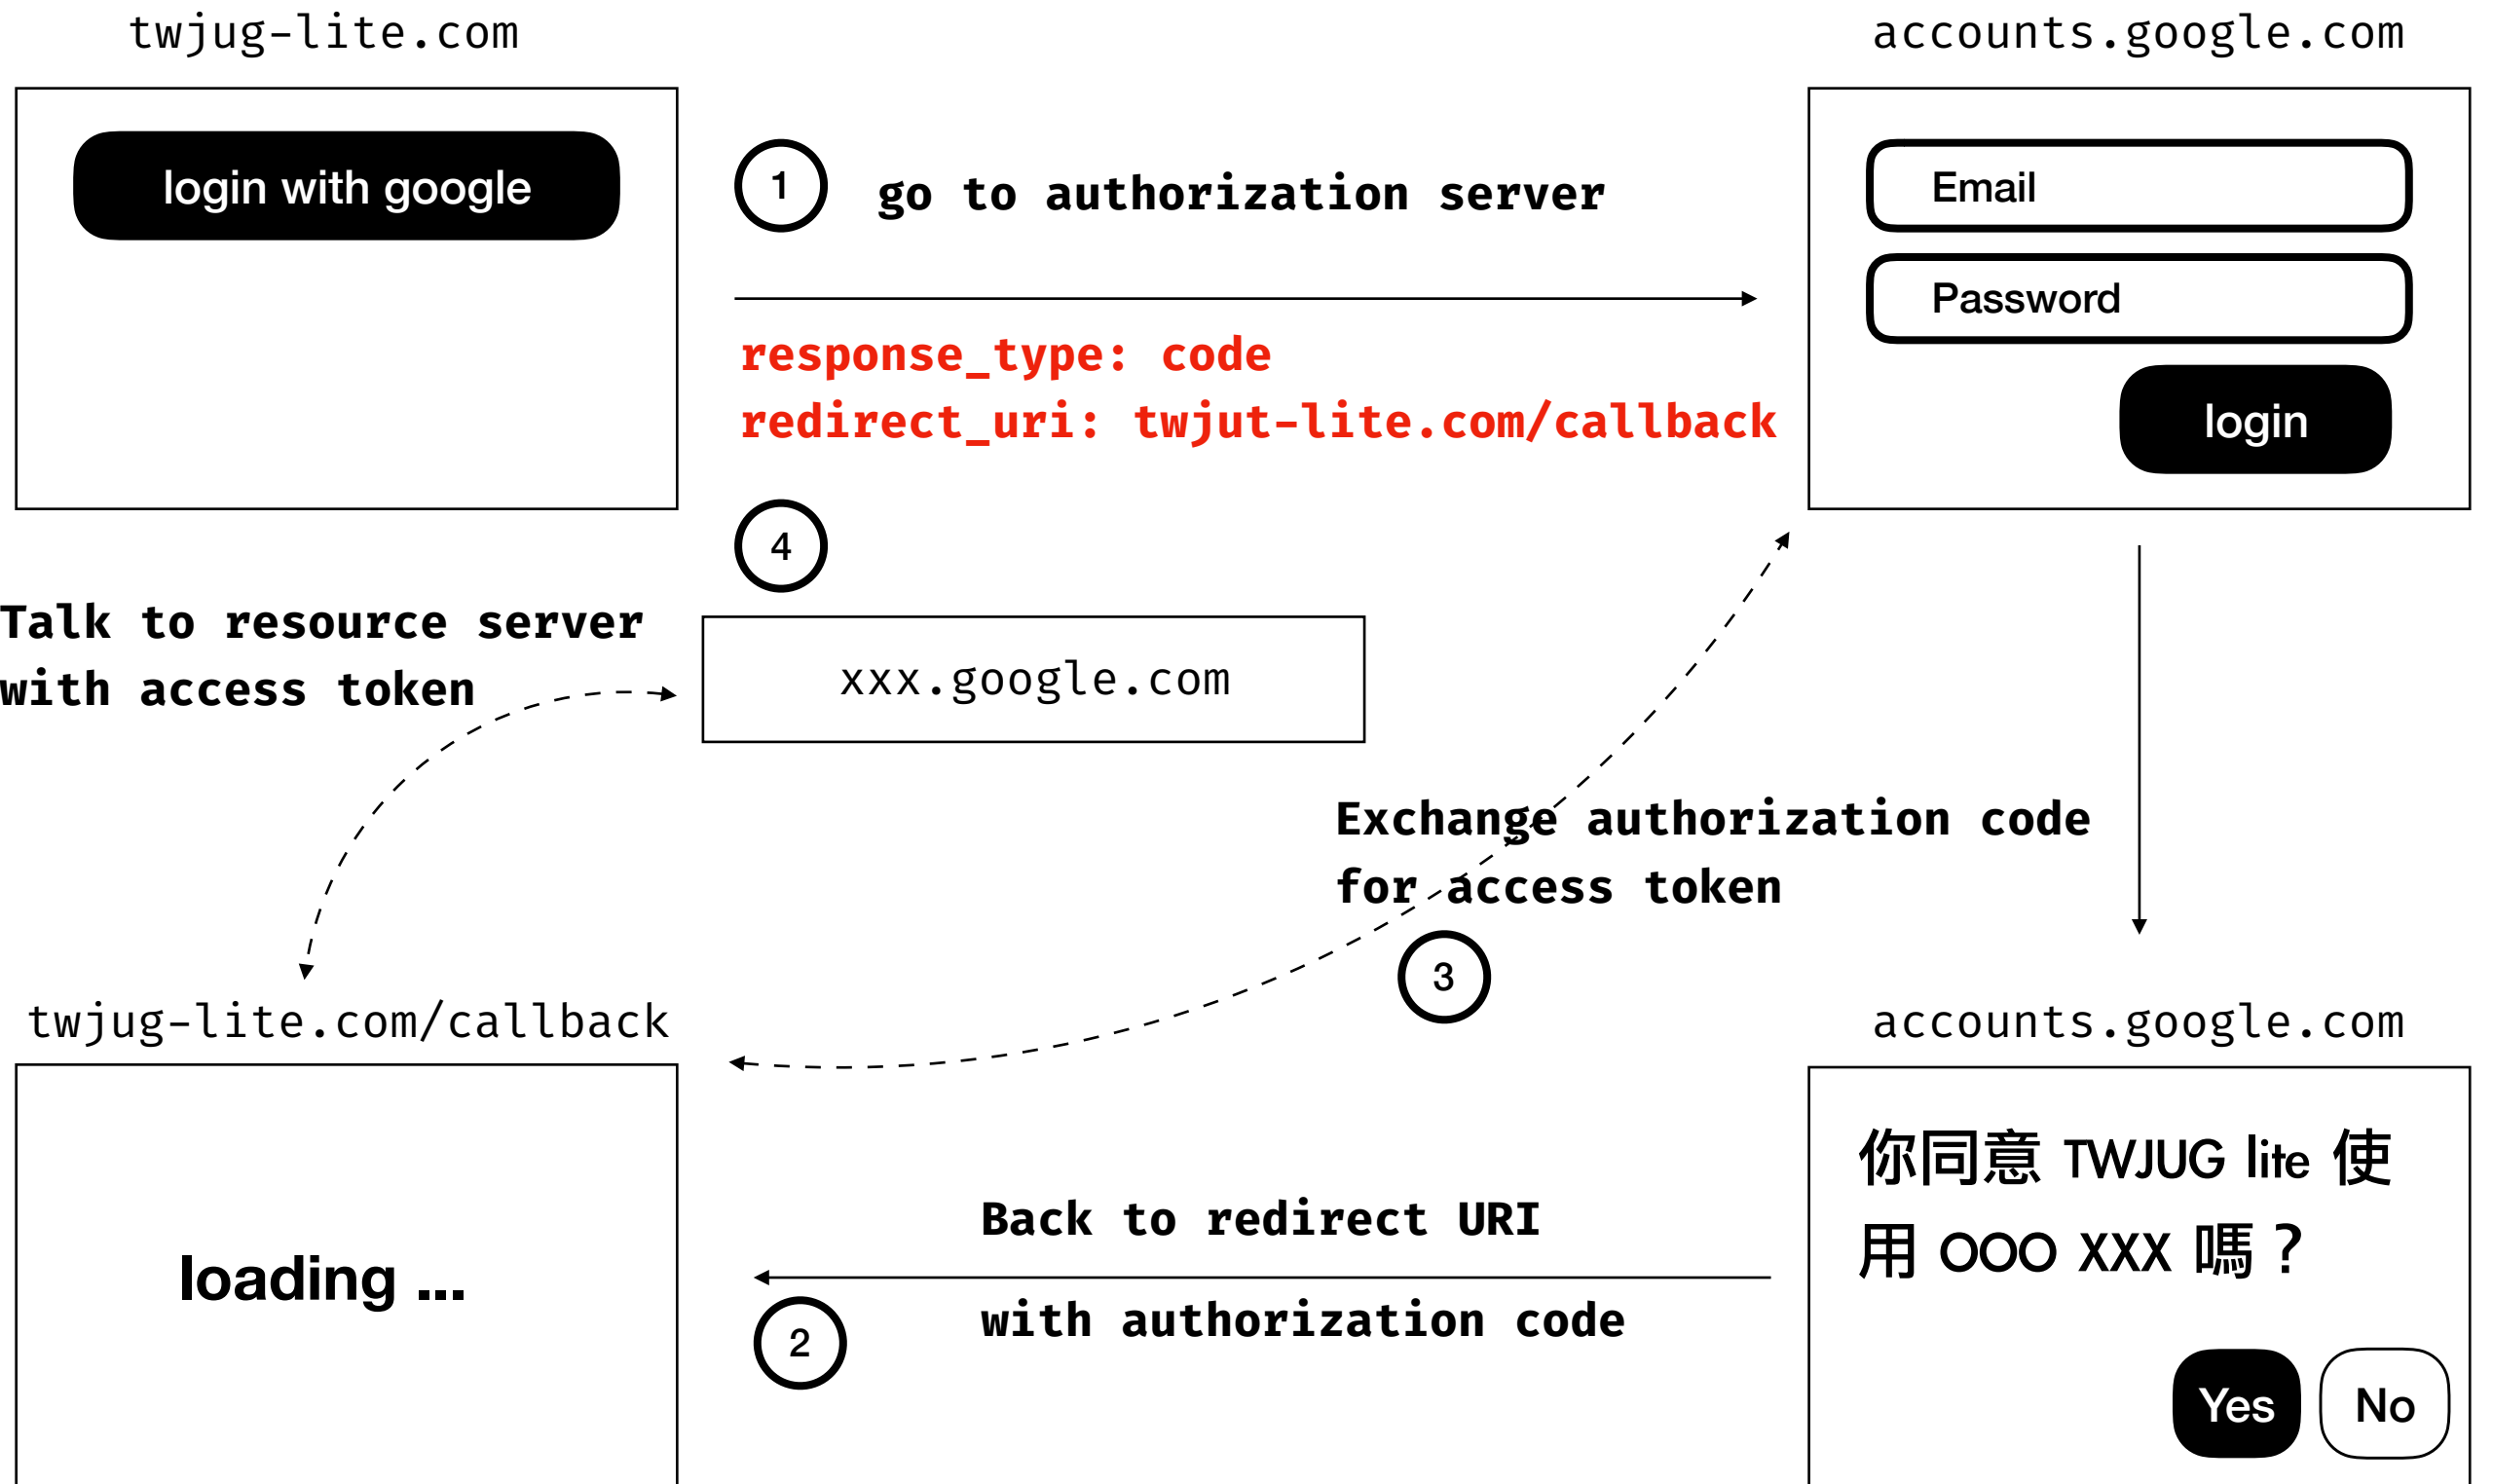 twjug-lite.com
accounts.google.com
login with google
1
go to authorization server
response_type: code
redirect_uri: twjut-lite.com/callback
Email
Password
login
4
Talk to resource server
with access token
xxx.google.com
Exchange authorization code
for access token
3
twjug-lite.com/callback
accounts.google.com
loading ...
Back to redirect URI
with authorization code
2
你同意 TWJUG lite 使
用 OOO XXX 嗎？
Yes
No